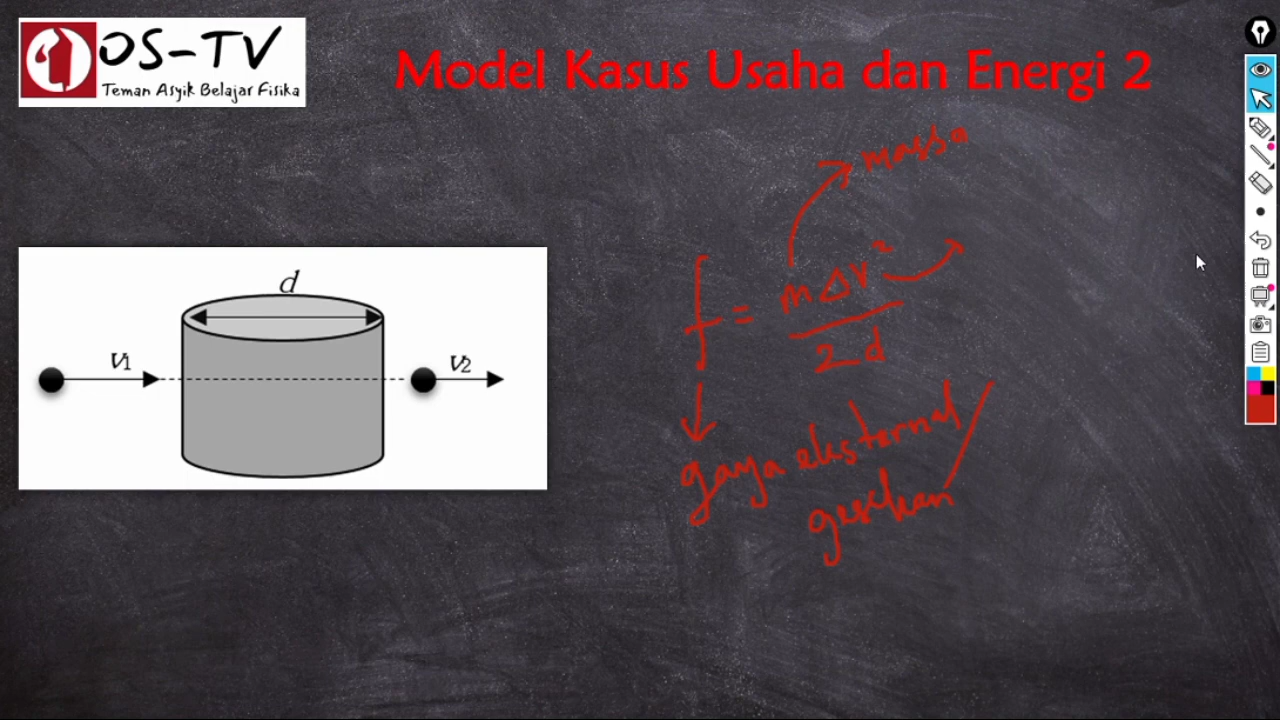 OS-TV
Teman Asyik Belajar Fisika
Model Kasus Usaha dan Energi 2
massa
f = mΔv²
2d
d
v1
v2
gaya eksternal /
gesekan